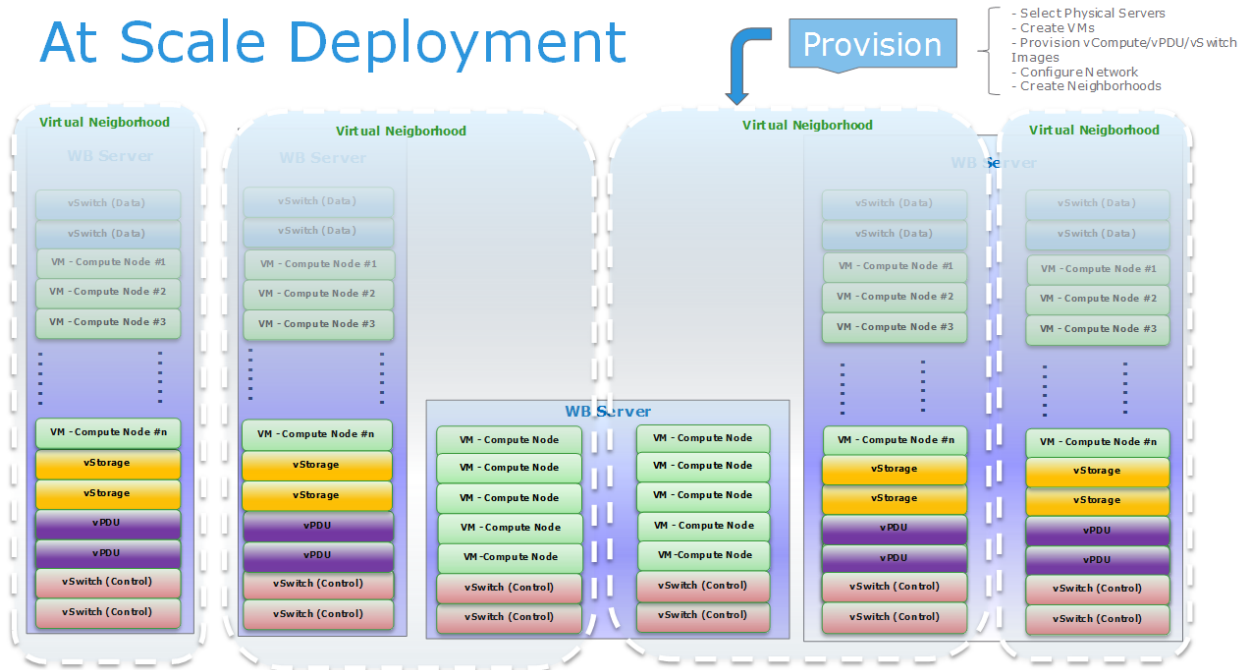 At Scale Deployment
Provision
- Select Physical Servers
- Create VMs
- Provision vCompute/vPDU/vSwitch
Images
- Configure Network
- Create Neighborhoods
Virtual Neigborhood
WB Server
vSwitch (Data)
vSwitch (Data)
VM - Compute Node #1
VM - Compute Node #2
VM - Compute Node #3
VM - Compute Node #n
vStorage
vStorage
vPDU
vPDU
vSwitch (Control)
vSwitch (Control)
Virtual Neigborhood
WB Server
vSwitch (Data)
vSwitch (Data)
VM - Compute Node #1
VM - Compute Node #2
VM - Compute Node #3
VM - Compute Node #n
vStorage
vStorage
vPDU
vPDU
vSwitch (Control)
vSwitch (Control)
WB Server
VM - Compute Node
VM - Compute Node
VM - Compute Node
VM - Compute Node
VM -Compute Node
vSwitch (Control)
vSwitch (Control)
VM - Compute Node
VM - Compute Node
VM - Compute Node
VM - Compute Node
VM -Compute Node
vSwitch (Control)
vSwitch (Control)
Virtual Neigborhood
WB Server
vSwitch (Data)
vSwitch (Data)
VM - Compute Node #1
VM - Compute Node #2
VM - Compute Node #3
VM - Compute Node #n
vStorage
vStorage
vPDU
vPDU
vSwitch (Control)
vSwitch (Control)
Virtual Neigborhood
vSwitch (Data)
vSwitch (Data)
VM - Compute Node #1
VM - Compute Node #2
VM - Compute Node #3
VM - Compute Node #n
vStorage
vStorage
vPDU
vPDU
vSwitch (Control)
vSwitch (Control)